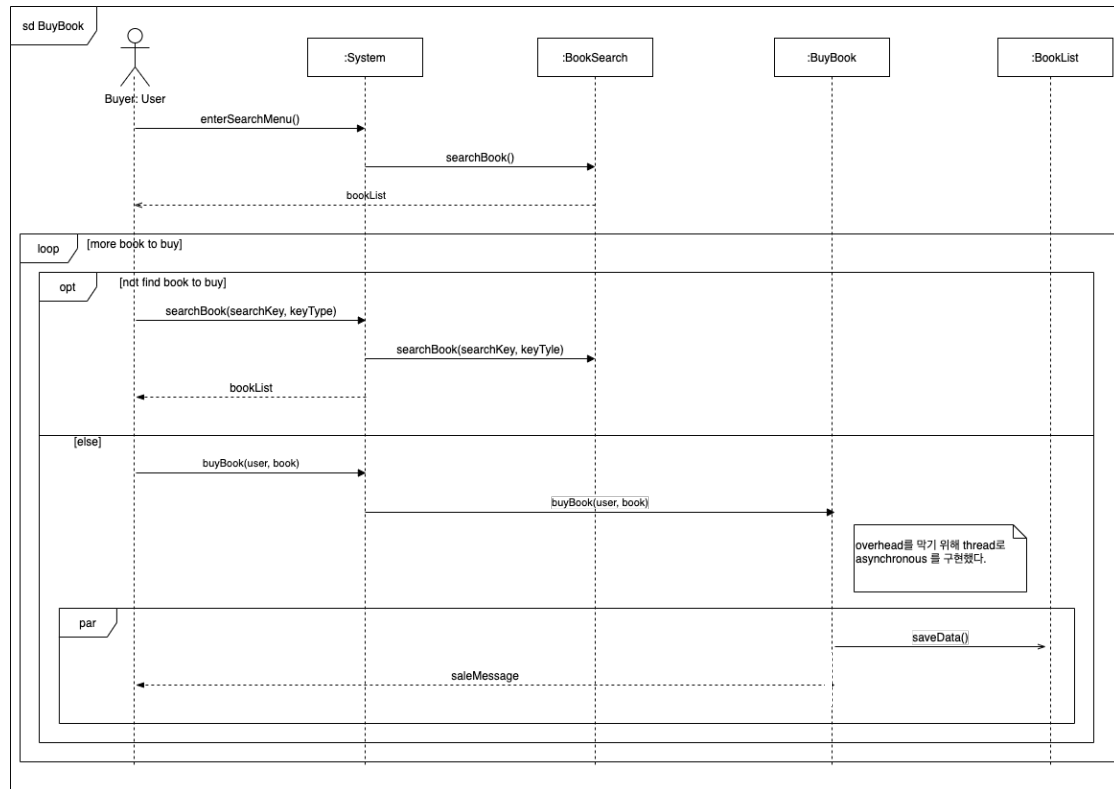 sd BuyBook
:System
:BookSearch
:BuyBook
:BookList
Buyer: User
enterSearchMenu()
searchBook()
bookList
loop
[more book to buy]
opt
[not find book to buy]
searchBook(searchKey, keyType)
searchBook(searchKey, keyTyle)
bookList
[else]
buyBook(user, book)
buyBook(user, book)
overhead를 막기 위해 thread로
asynchronous 를 구현했다.
par
saveData()
saleMessage